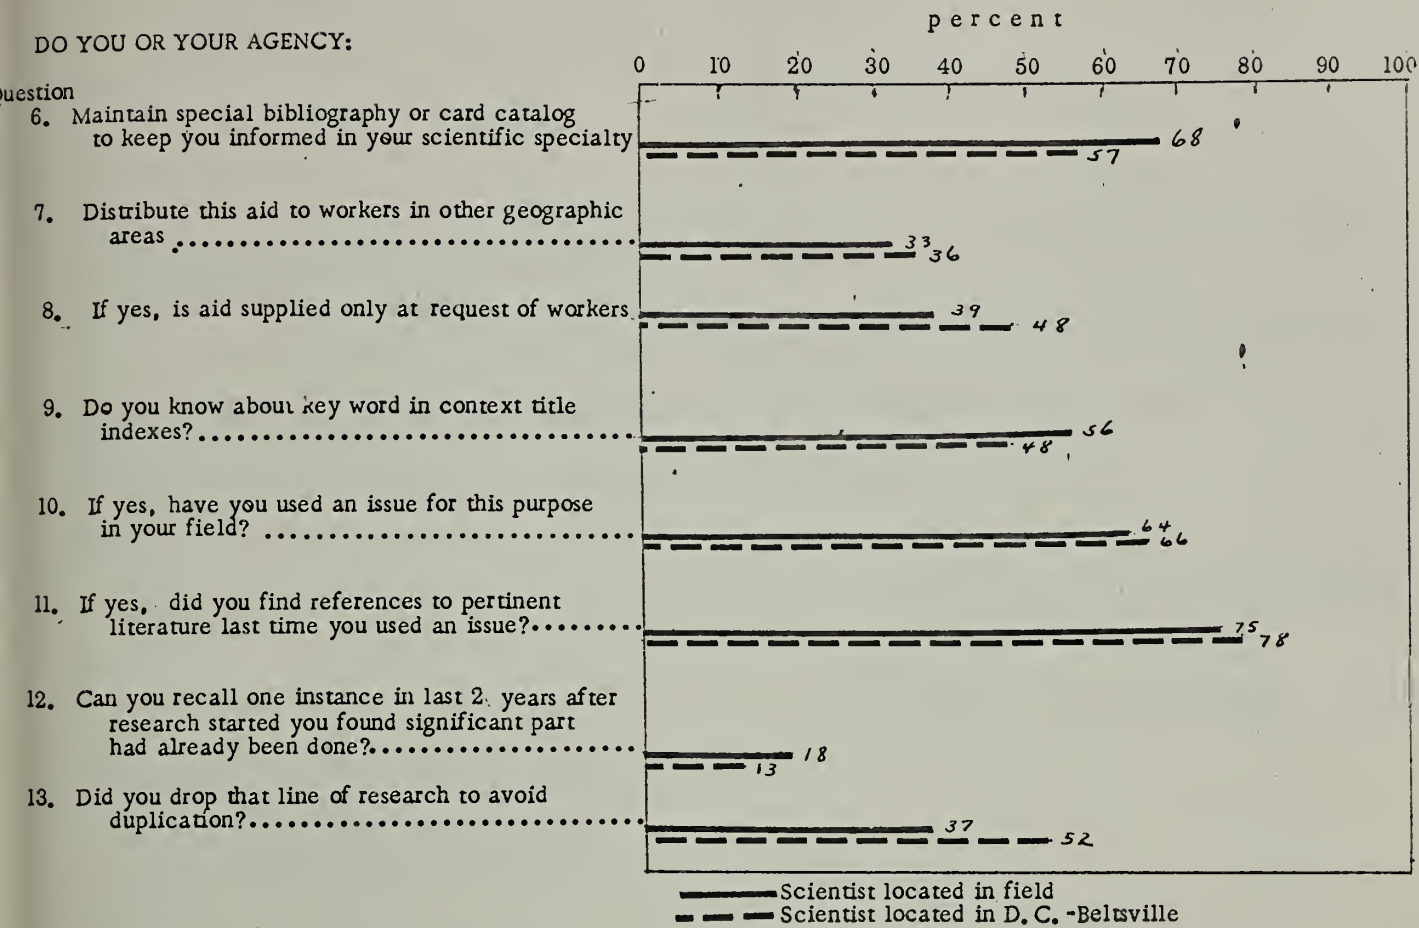 percent
DO YOU OR YOUR AGENCY:
0 10 20 30 40 50 60 70 80 90 100
uestion
6. Maintain special bibliography or card catalog
to keep you informed in your scientific specialty
68
57
7. Distribute this aid to workers in other geographic
areas
33
36
8. If yes, is aid supplied only at request of workers
39
48
9. Do you know about key word in context title
indexes?
56
48
10. If yes, have you used an issue for this purpose
in your field?
64
66
11. If yes, did you find references to pertinent
literature last time you used an issue?
75
78
12. Can you recall one instance in last 2 years after
research started you found significant part
had already been done?
18
13
13. Did you drop that line of research to avoid
duplication?
37
52
Scientist located in field
Scientist located in D. C. -Beltsville